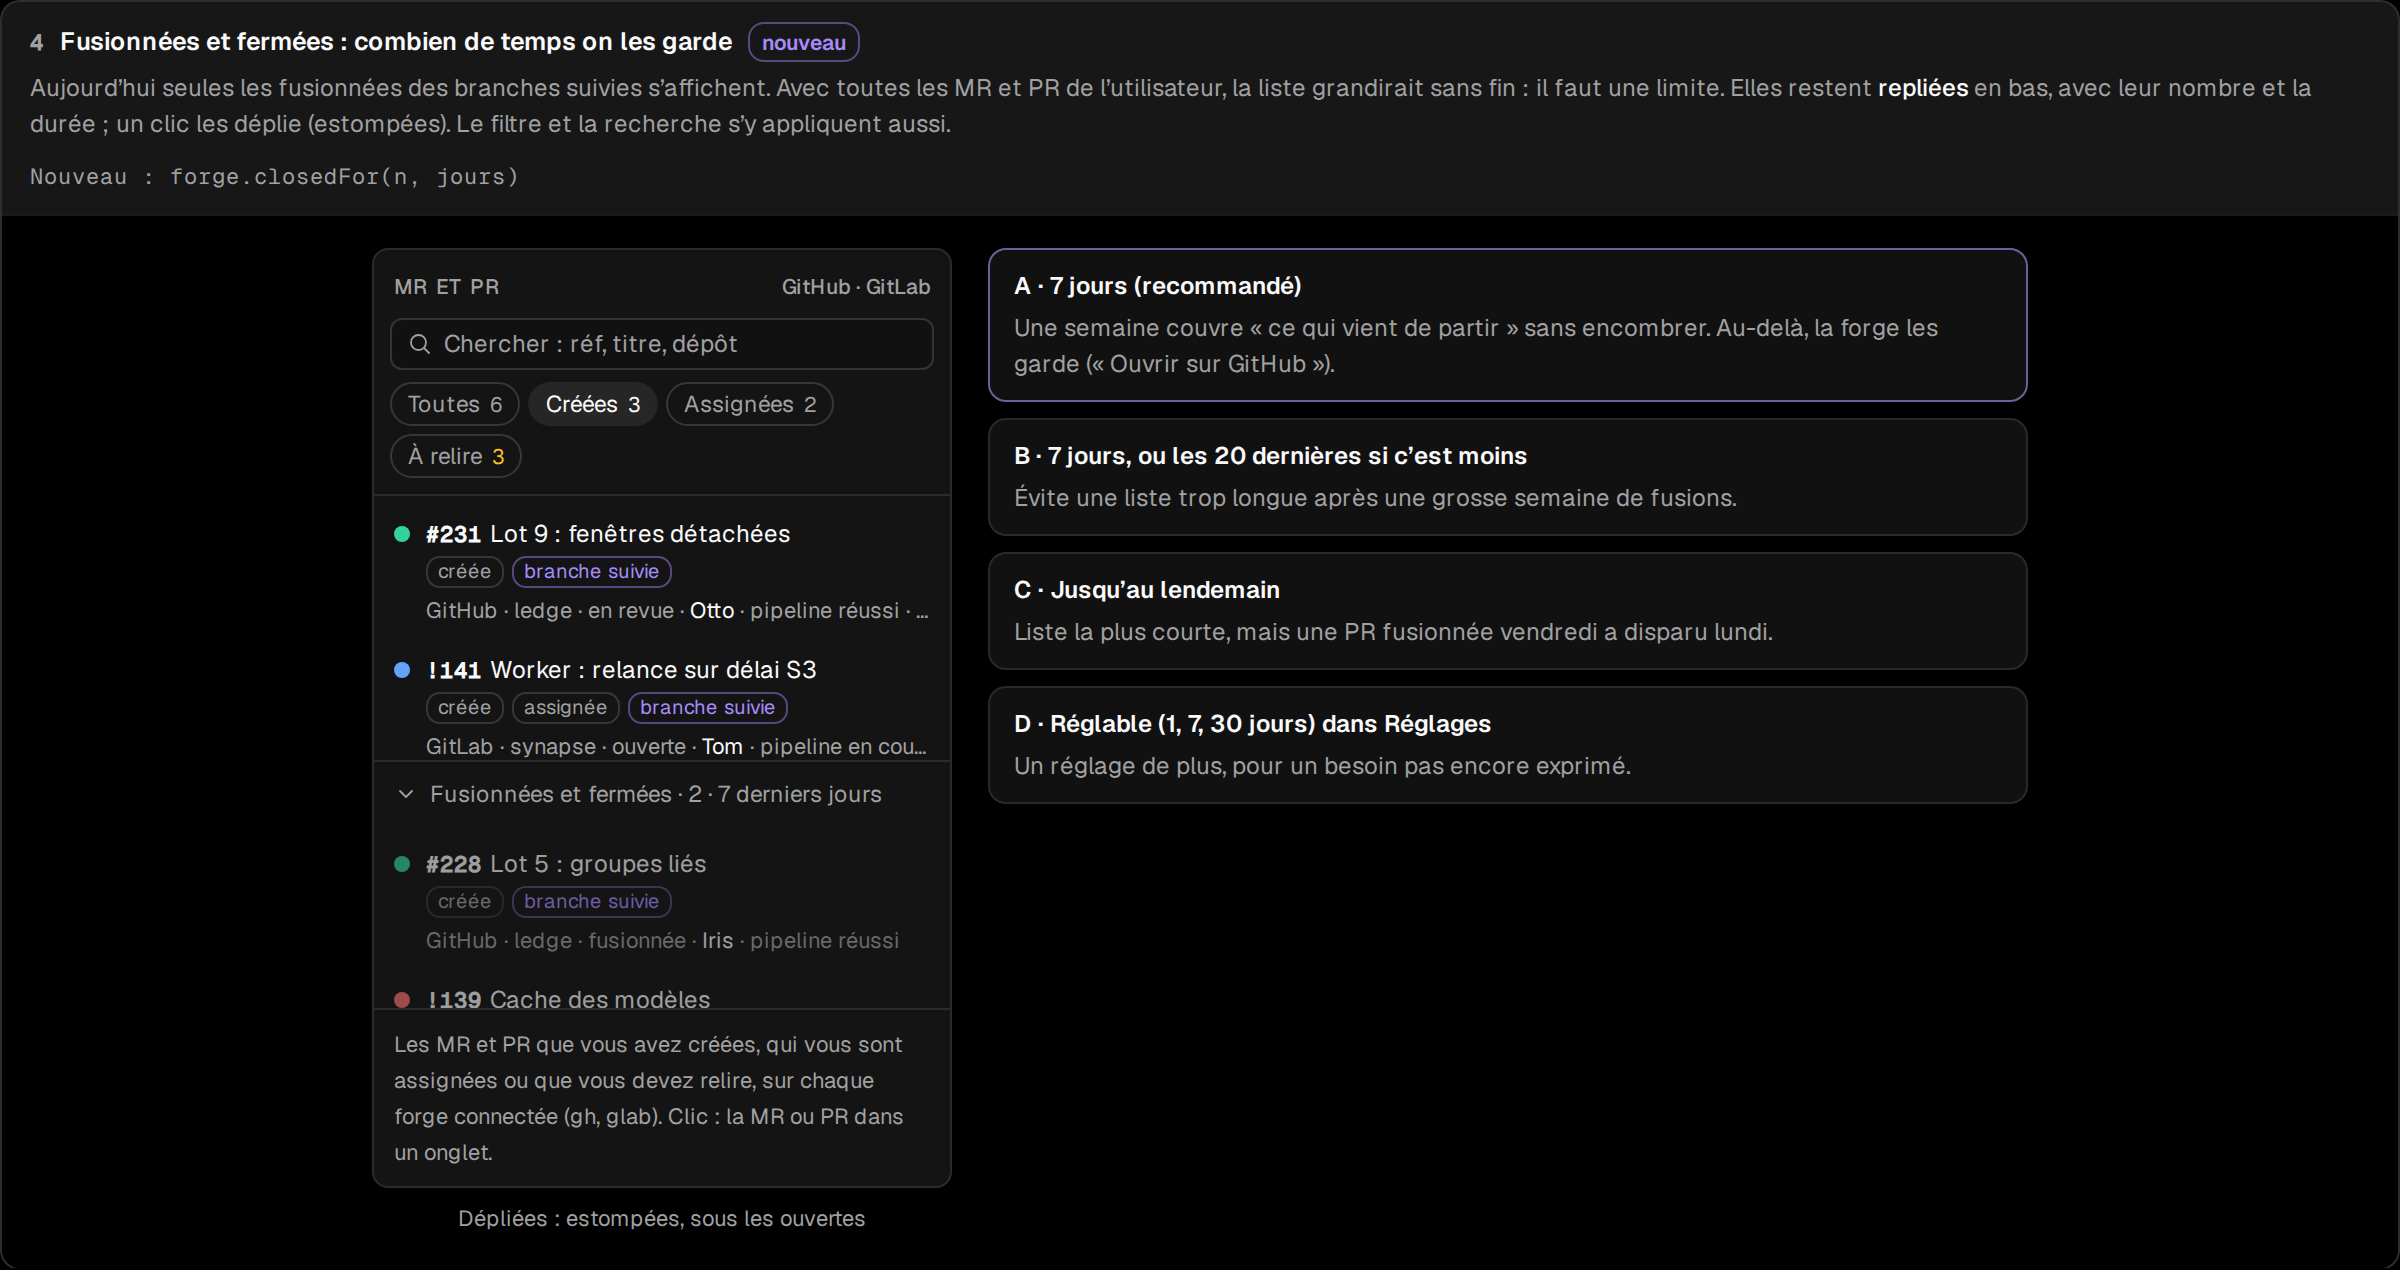 4 Fusionnées et fermées : combien de temps on les garde nouveau
Aujourd’hui seules les fusionnées des branches suivies s’affichent. Avec toutes les MR et PR de l’utilisateur, la liste grandirait sans fin : il faut une limite. Elles restent repliées en bas, avec leur nombre et la
durée ; un clic les déplie (estompées). Le filtre et la recherche s’y appliquent aussi.
Nouveau : forge.closedFor(n, jours)
MR ET PR GitHub · GitLab
Chercher : réf, titre, dépôt
Toutes 6 Créées 3 Assignées 2
À relire 3
#231 Lot 9 : fenêtres détachées
créée branche suivie
GitHub · ledge · en revue · Otto · pipeline réussi · …
!141 Worker : relance sur délai S3
créée assignée branche suivie
GitLab · synapse · ouverte · Tom · pipeline en cou…
Fusionnées et fermées · 2 · 7 derniers jours
#228 Lot 5 : groupes liés
créée branche suivie
GitHub · ledge · fusionnée · Iris · pipeline réussi
!139 Cache des modèles
Les MR et PR que vous avez créées, qui vous sont
assignées ou que vous devez relire, sur chaque
forge connectée (gh, glab). Clic : la MR ou PR dans
un onglet.
Dépliées : estompées, sous les ouvertes
A · 7 jours (recommandé)
Une semaine couvre « ce qui vient de partir » sans encombrer. Au-delà, la forge les
garde (« Ouvrir sur GitHub »).
B · 7 jours, ou les 20 dernières si c’est moins
Évite une liste trop longue après une grosse semaine de fusions.
C · Jusqu’au lendemain
Liste la plus courte, mais une PR fusionnée vendredi a disparu lundi.
D · Réglable (1, 7, 30 jours) dans Réglages
Un réglage de plus, pour un besoin pas encore exprimé.